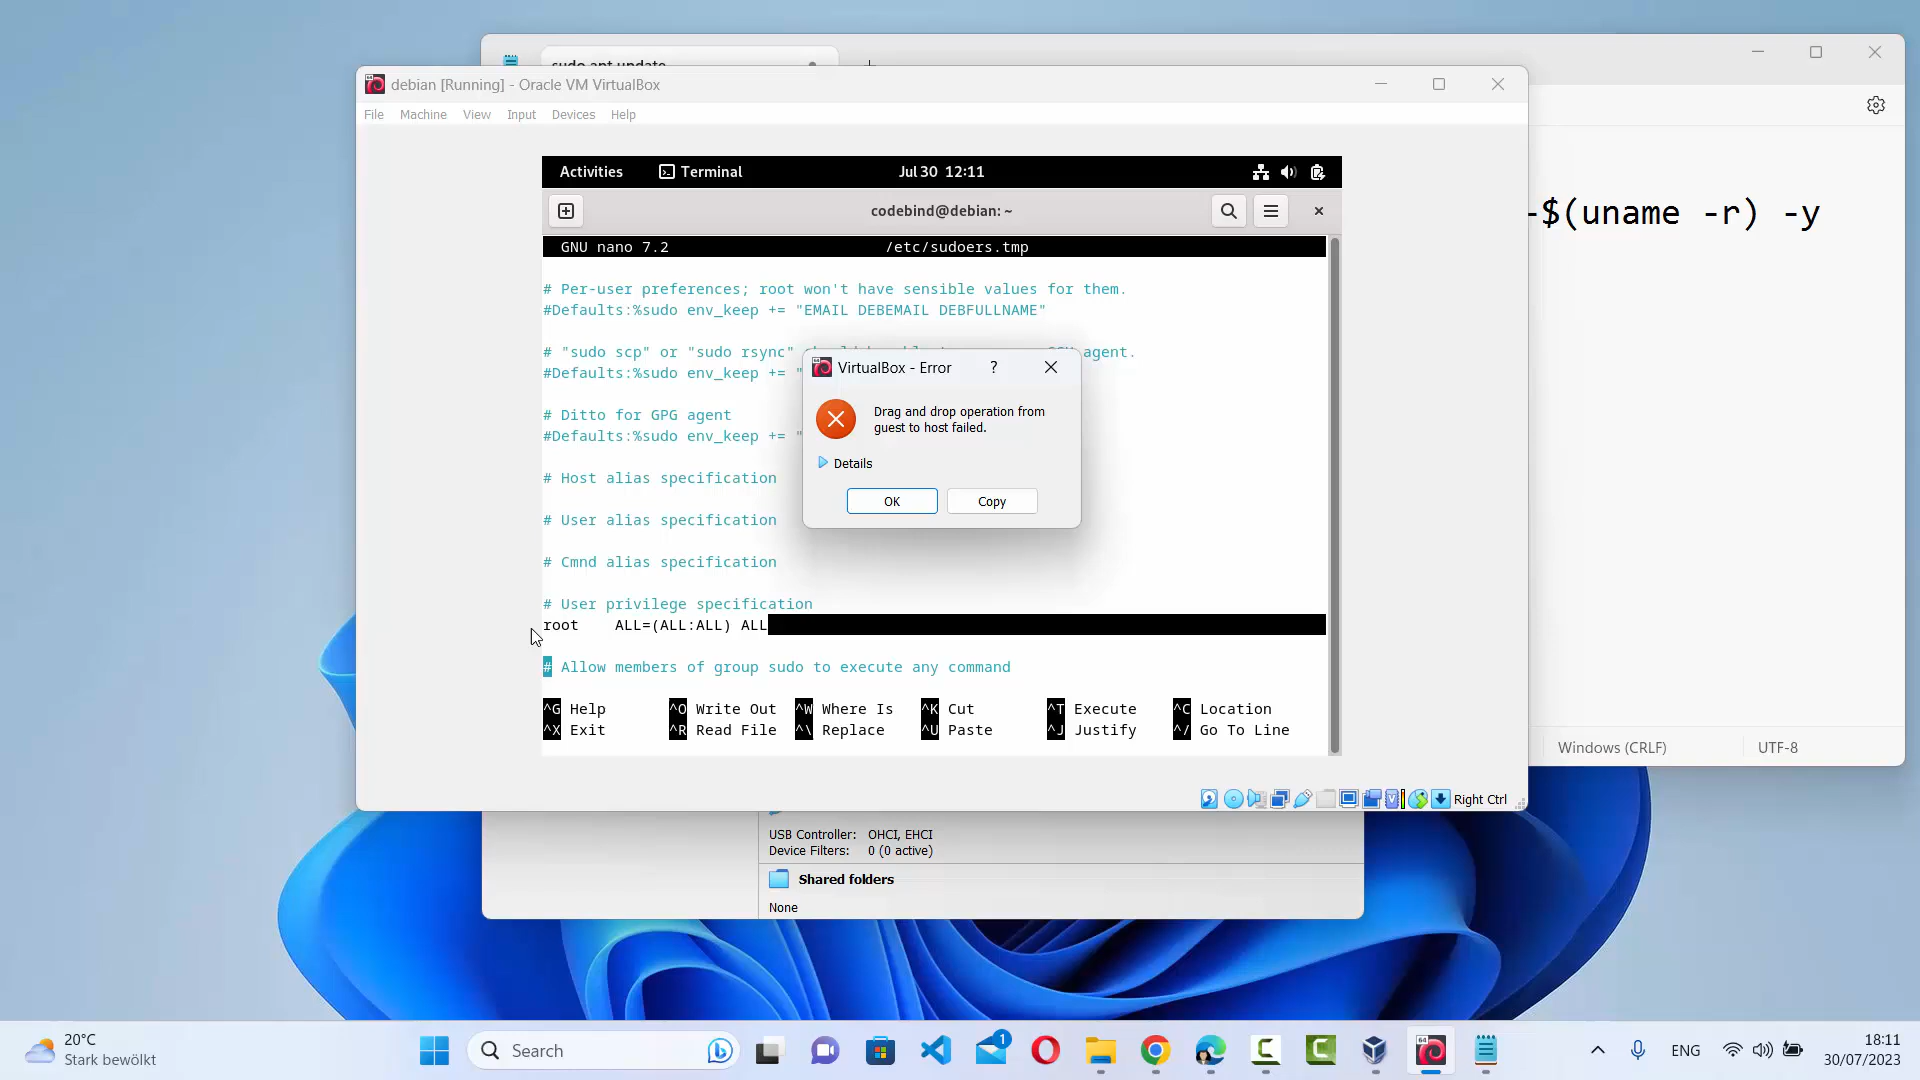 sudo apt update
debian [Running] - Oracle VM VirtualBox
File Machine View Input Devices Help
Activities Terminal Jul 30 12:11
codebind@debian: ~
GNU nano 7.2 /etc/sudoers.tmp
# Per-user preferences; root won't have sensible values for them.
#Defaults:%sudo env_keep += "EMAIL DEBEMAIL DEBFULLNAME"
# "sudo scp" or "sudo rsync" agent.
#Defaults:%sudo env_keep += "
# Ditto for GPG agent
#Defaults:%sudo env_keep += "
# Host alias specification
# User alias specification
# Cmnd alias specification
# User privilege specification
root ALL=(ALL:ALL) ALL
# Allow members of group sudo to execute any command
^G Help ^O Write Out ^W Where Is ^K Cut ^T Execute ^C Location
^X Exit ^R Read File ^\ Replace ^U Paste ^J Justify ^/ Go To Line
VirtualBox - Error ?
Drag and drop operation from
guest to host failed.
Details
OK Copy
-$(uname -r) -y
Windows (CRLF) UTF-8
Right Ctrl
USB Controller: OHCI, EHCI
Device Filters: 0 (0 active)
Shared folders
None
20°C
Stark bewölkt
Search
1
64
ENG
18:11
30/07/2023